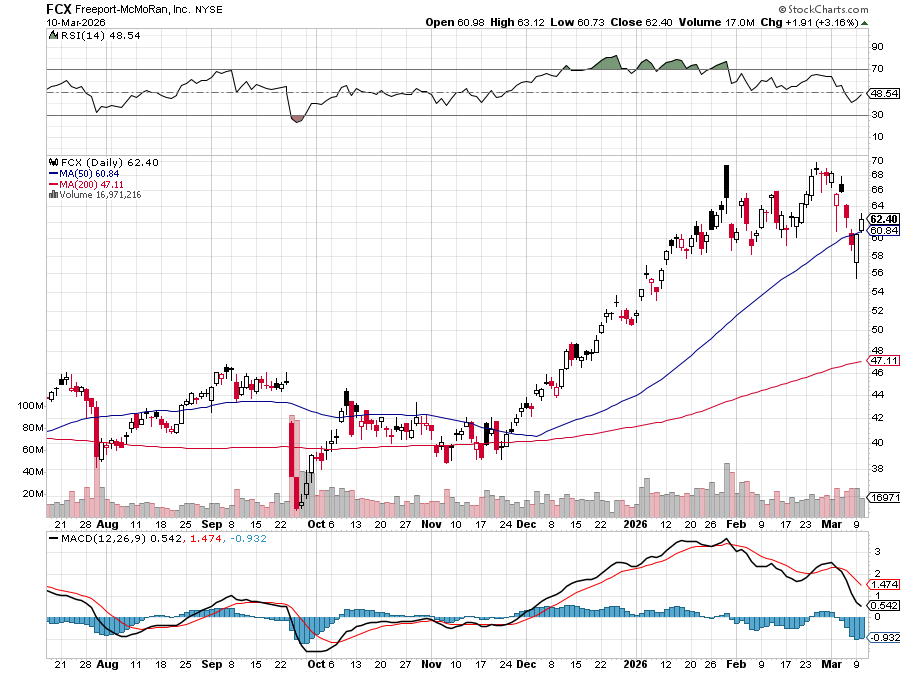 FCX Freeport-McMoRan, Inc. NYSE
© StockCharts.com
10-Mar-2026
Open 60.98 High 63.12 Low 60.73 Close 62.40 Volume 17.0M Chg +1.91 (+3.16%)
RSI(14) 48.54
90
70
50
48.54
30
10
FCX (Daily) 62.40
MA(50) 60.84
MA(200) 47.11
Volume 16,971,216
70
68
66
64
62.40
60.84
60
58
56
54
52
50
48
47.11
46
44
42
40
38
100M
80M
60M
40M
20M
16971
21 28 Aug 11 18 25 Sep 8 15 22 Oct 6 13 20 27 Nov 10 17 24 Dec 8 15 22 2026 12 20 26 Feb 9 17 23 Mar 9
MACD(12,26,9) 0.542, 1.474, -0.932
3
2
1.474
1
0.542
0
-0.932
21 28 Aug 11 18 25 Sep 8 15 22 Oct 6 13 20 27 Nov 10 17 24 Dec 8 15 22 2026 12 20 26 Feb 9 17 23 Mar 9